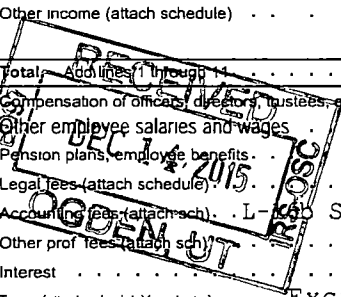 Other income (attach schedule) . . .
Total. Add lines 1 through 11 . . . . .
Compensation of officers, directors, trustees,
Other employee salaries and wages
Pension plans, employee benefits . .
Legal fees (attach schedule) . .
Accounting fees (attach sch) . . L-
Other prof fees (attach sch) . .
Interest . . . . . . . . . .
RECEIVED
DEC 14 2015
IRS-OSC
OGDEN, UT